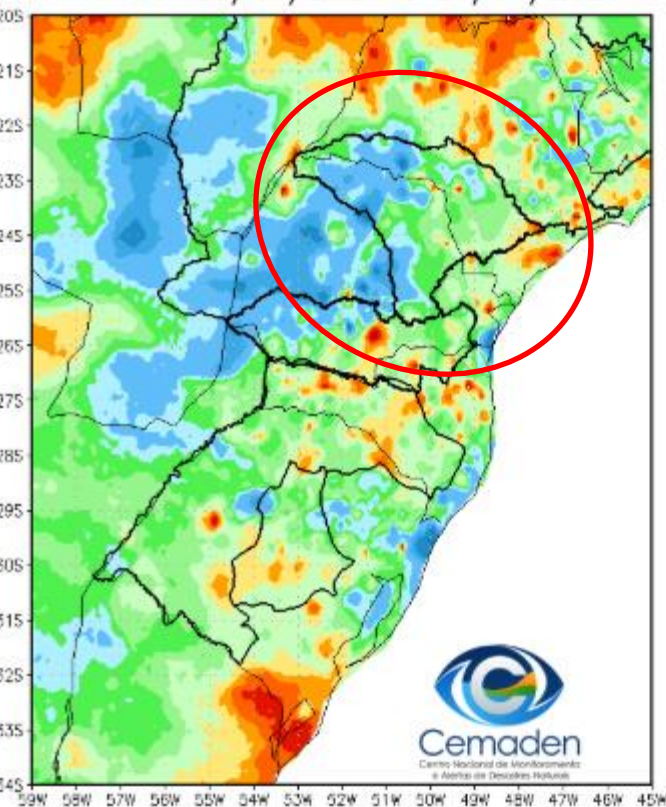 20S
21S
22S
23S
24S
25S
26S
27S
28S
29S
30S
31S
32S
33S
34S
59W 58W 57W 56W 55W 54W 53W 52W 51W 50W 49W 48W 47W 46W 45W
Cemaden
Centro Nacional de Monitoramento
e Alertas de Desastres Naturais